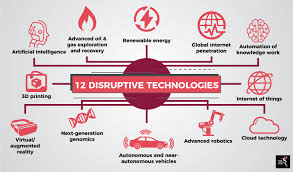 Artificial Intelligence
Advanced oil &
gas exploration
and recovery
Renewable energy
Global internet
penetration
Automation of
knowledge work
12 DISRUPTIVE TECHNOLOGIES
3D printing
Internet of things
Virtual/
augmented
reality
Next-generation
genomics
Autonomous and near-
autonomous vehicles
Advanced robotics
Cloud technology